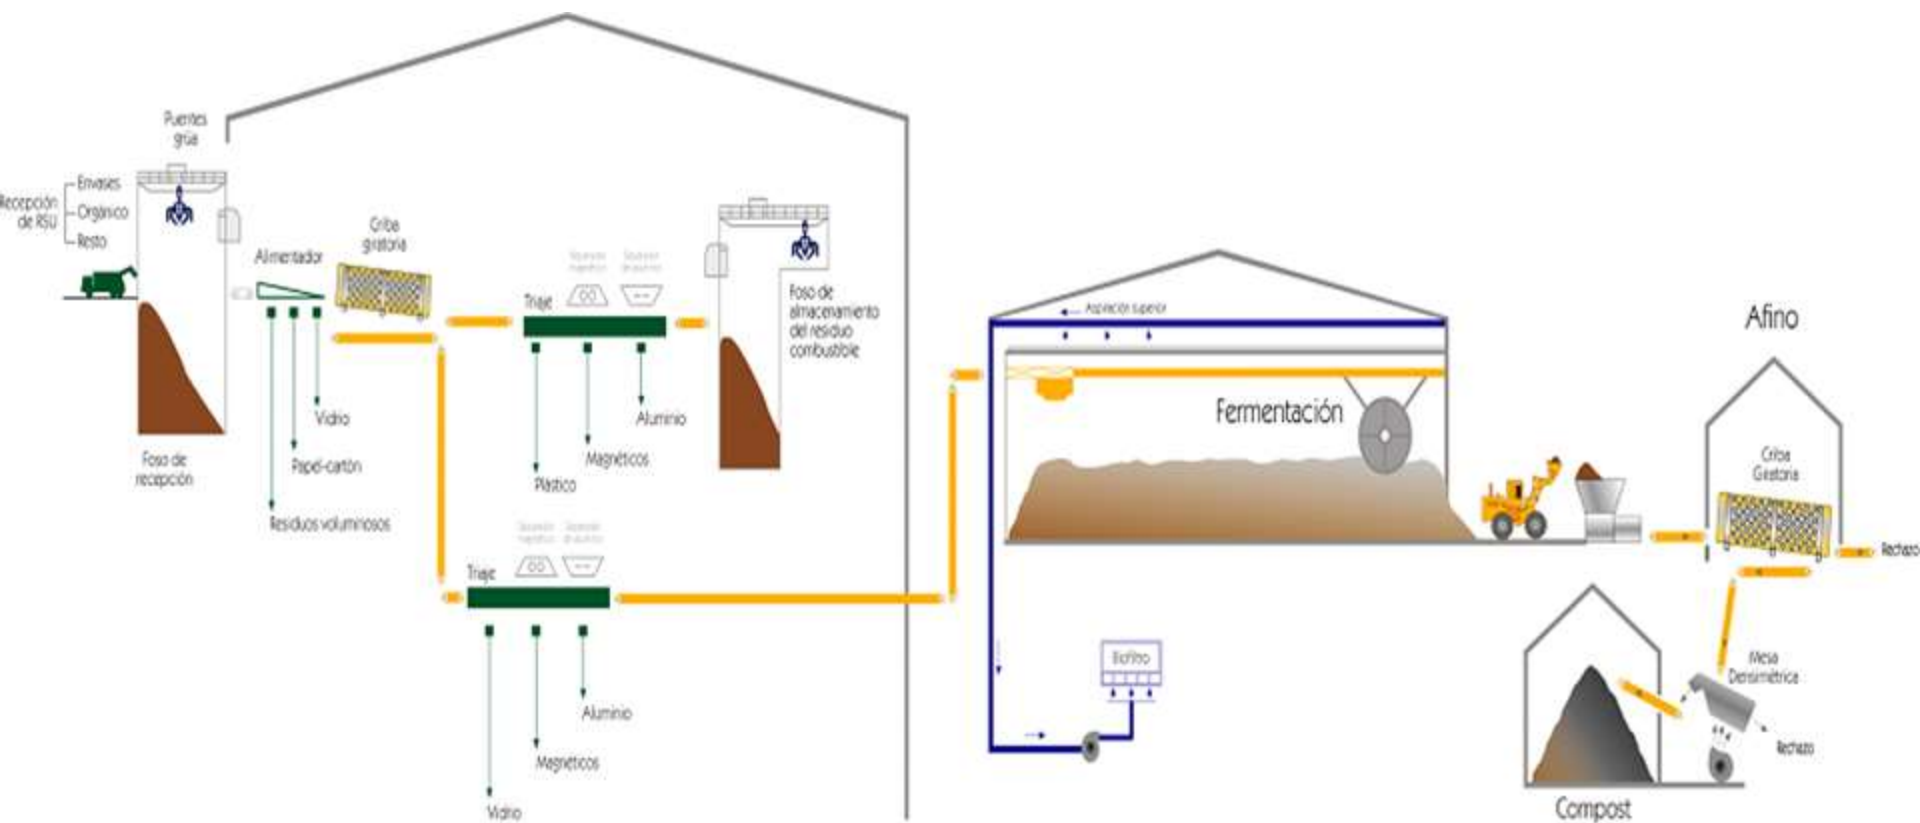 Puentes
grúa
Recepción
de RSU
Envases
Orgánico
Resto
Foso de
recepción
Alimentador
Criba
giratoria
Vidrio
Papel-cartón
Residuos voluminosos
Triaje
Plástico
Magnéticos
Aluminio
Foso de
almacenamiento
del residuo
combustible
Triaje
Vidrio
Magnéticos
Aluminio
Aspiración superior
Fermentación
Biofiltro
Afino
Criba
Giratoria
Rechazo
Mesa
Densimétrica
Rechazo
Compost